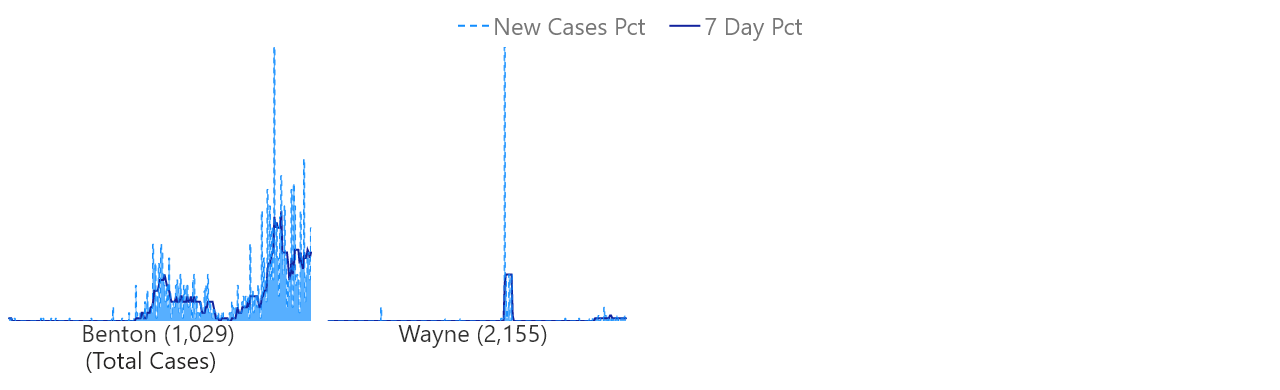 New Cases Pct 7 Day Pct
Benton (1,029) Wayne (2,155)
(Total Cases)